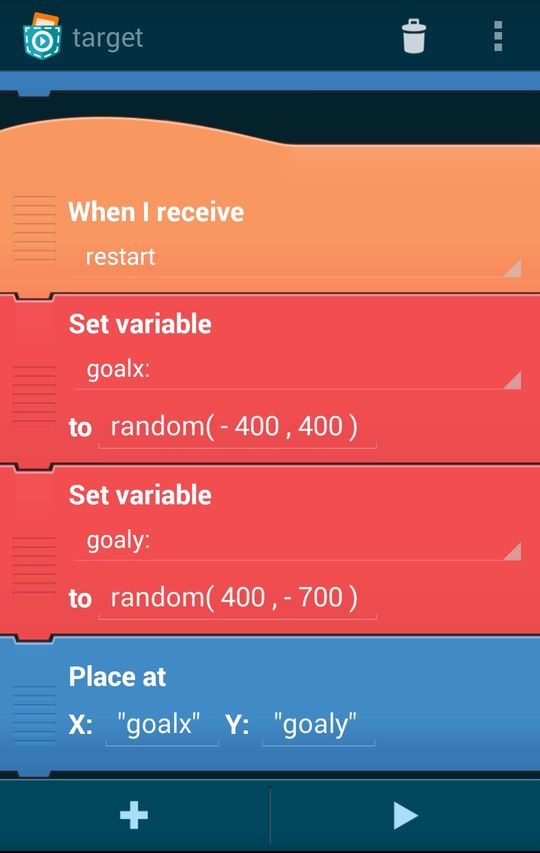 target
When I receive
restart
Set variable
goalx:
to random( - 400 , 400 )
Set variable
goaly:
to random( 400 , - 700 )
Place at
X: "goalx" Y: "goaly"